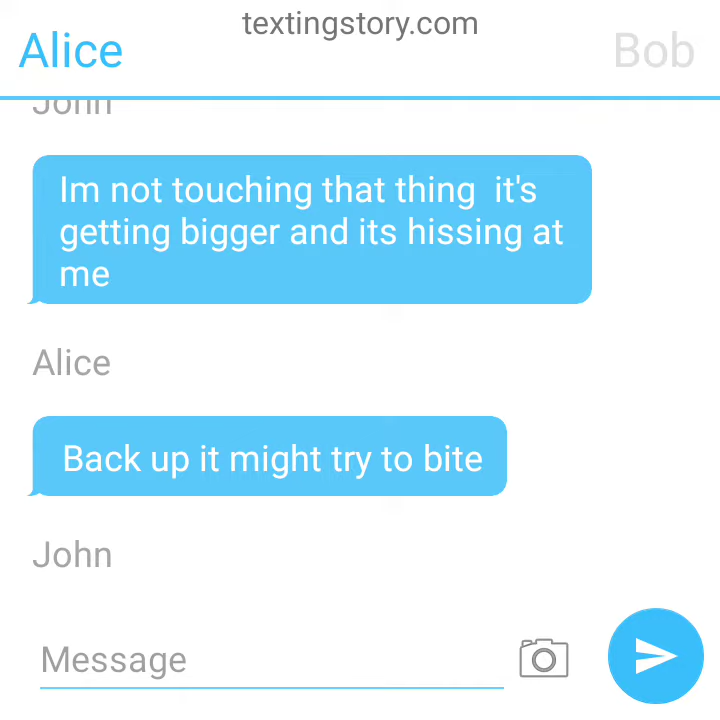 textingstory.com
Alice
Bob
John
Im not touching that thing  it's
getting bigger and its hissing at
me
Alice
Back up it might try to bite
John
Message